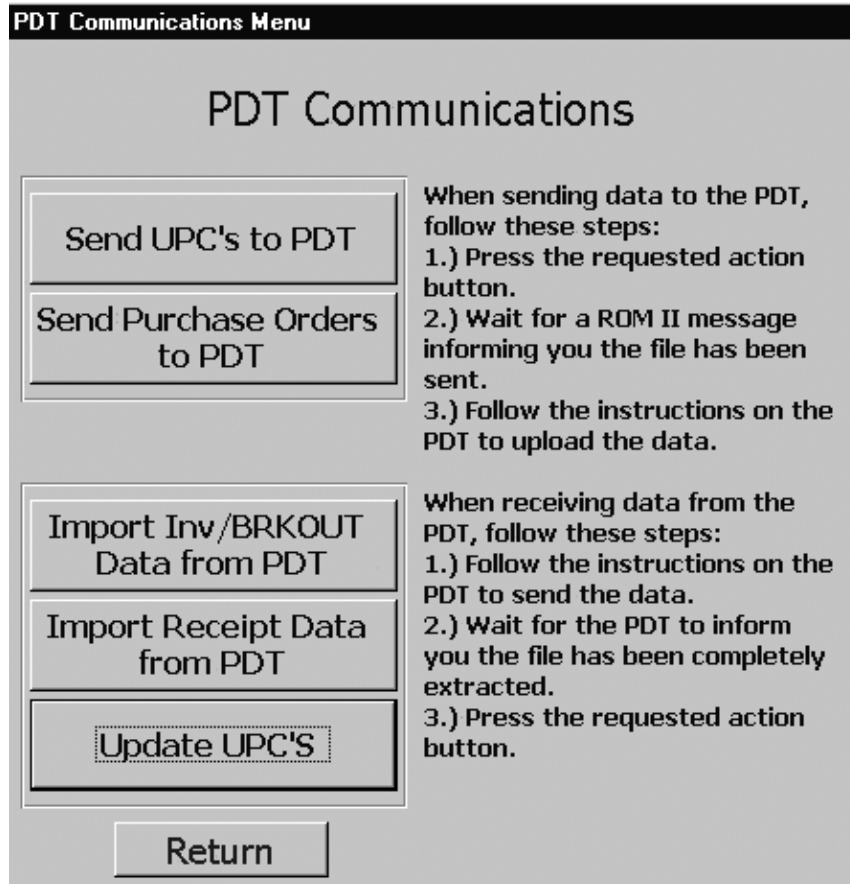 PDT Communications Menu
PDT Communications
Send UPC's to PDT
Send Purchase Orders
to PDT
When sending data to the PDT,
follow these steps:
1.) Press the requested action
button.
2.) Wait for a ROM II message
informing you the file has been
sent.
3.) Follow the instructions on the
PDT to upload the data.
Import Inv/BRKOUT
Data from PDT
Import Receipt Data
from PDT
Update UPC'S
When receiving data from the
PDT, follow these steps:
1.) Follow the instructions on the
PDT to send the data.
2.) Wait for the PDT to inform
you the file has been completely
extracted.
3.) Press the requested action
button.
Return